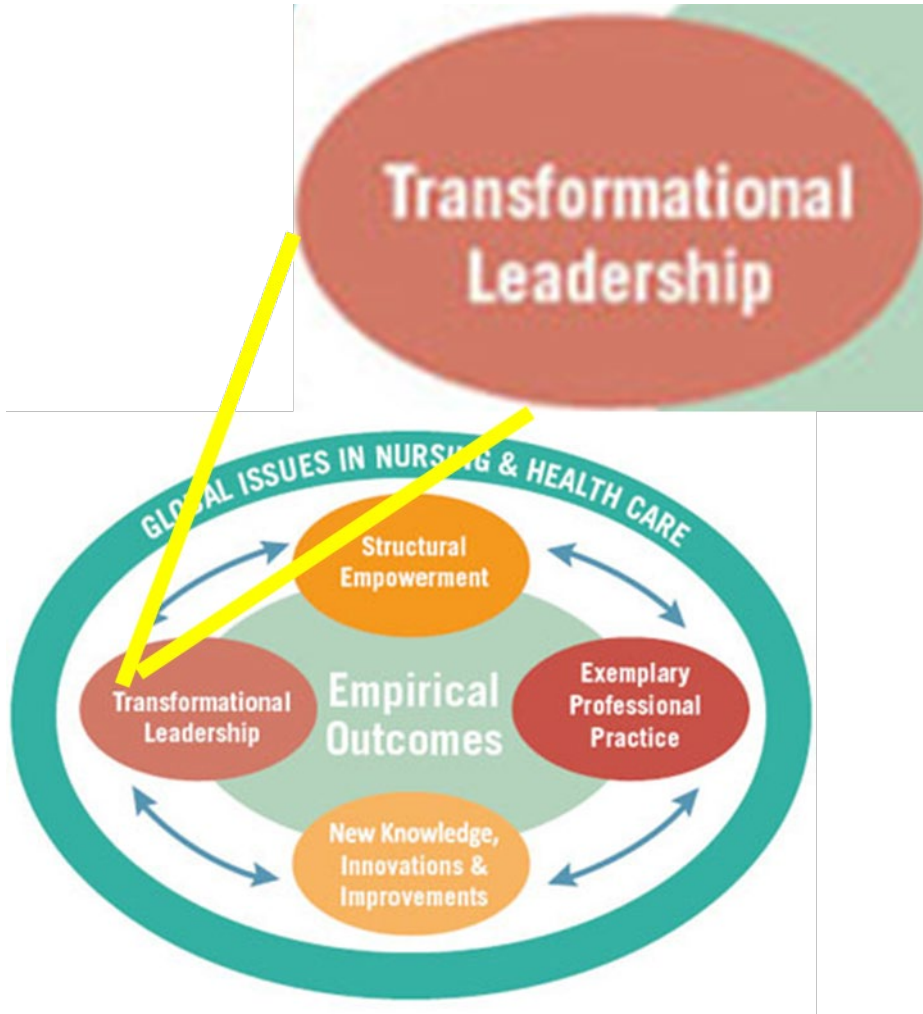 Transformational
Leadership
GLOBAL ISSUES IN NURSING & HEALTH CARE
Structural
Empowerment
Transformational
Leadership
Empirical
Outcomes
Exemplary
Professional
Practice
New Knowledge,
Innovations &
Improvements